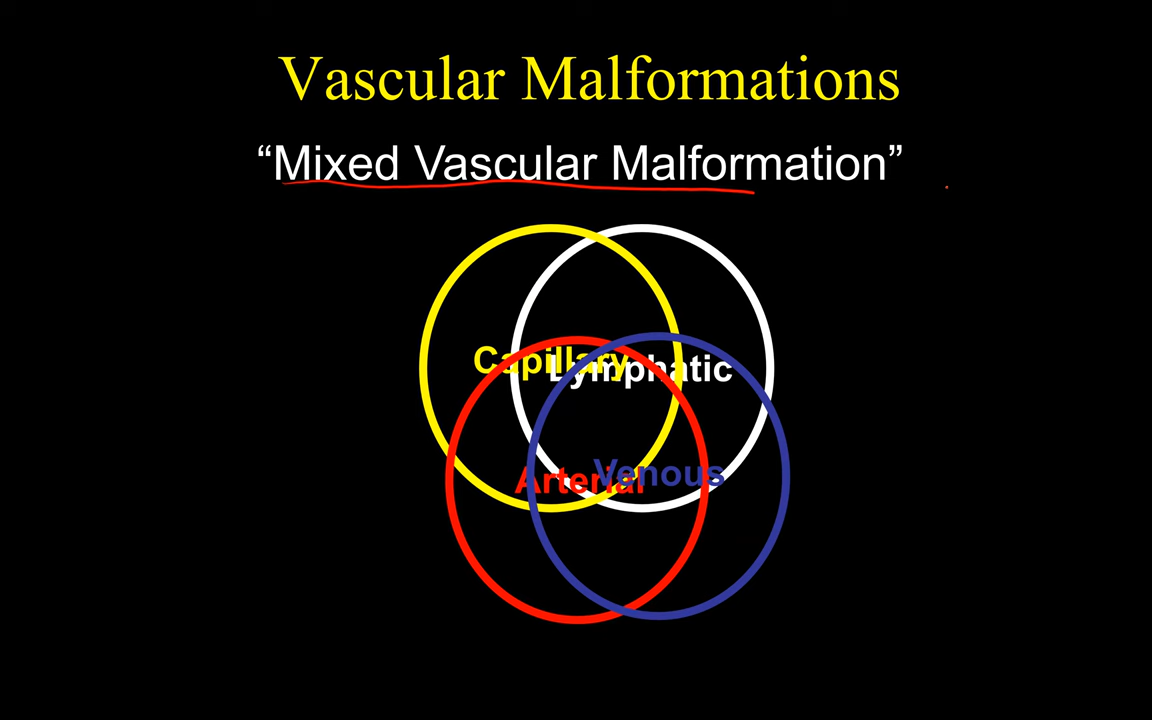 Vascular Malformations
“Mixed Vascular Malformation”
Capillary
Lymphatic
Arterial
Venous